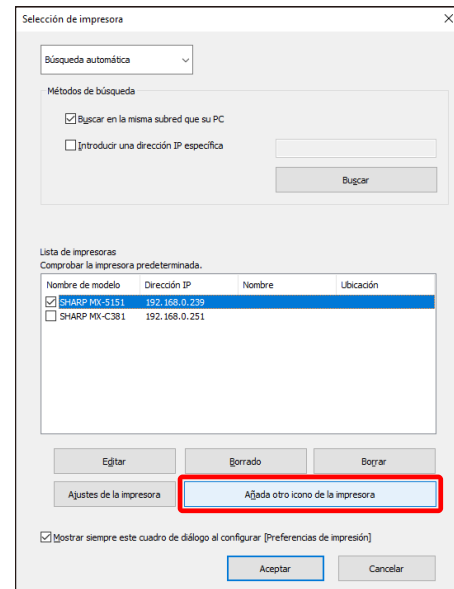 Selección de impresora
Búsqueda automática
Métodos de búsqueda
Buscar en la misma subred que su PC
Introducir una dirección IP específica
Buscar
Lista de impresoras
Comprobar la impresora predeterminada.
Nombre de modelo Dirección IP Nombre Ubicación
SHARP MX-5151 192.168.0.239
SHARP MX-C381 192.168.0.251
Editar Borrado Borrar
Ajustes de la impresora Añada otro icono de la impresora
Mostrar siempre este cuadro de diálogo al configurar [Preferencias de impresión]
Aceptar Cancelar